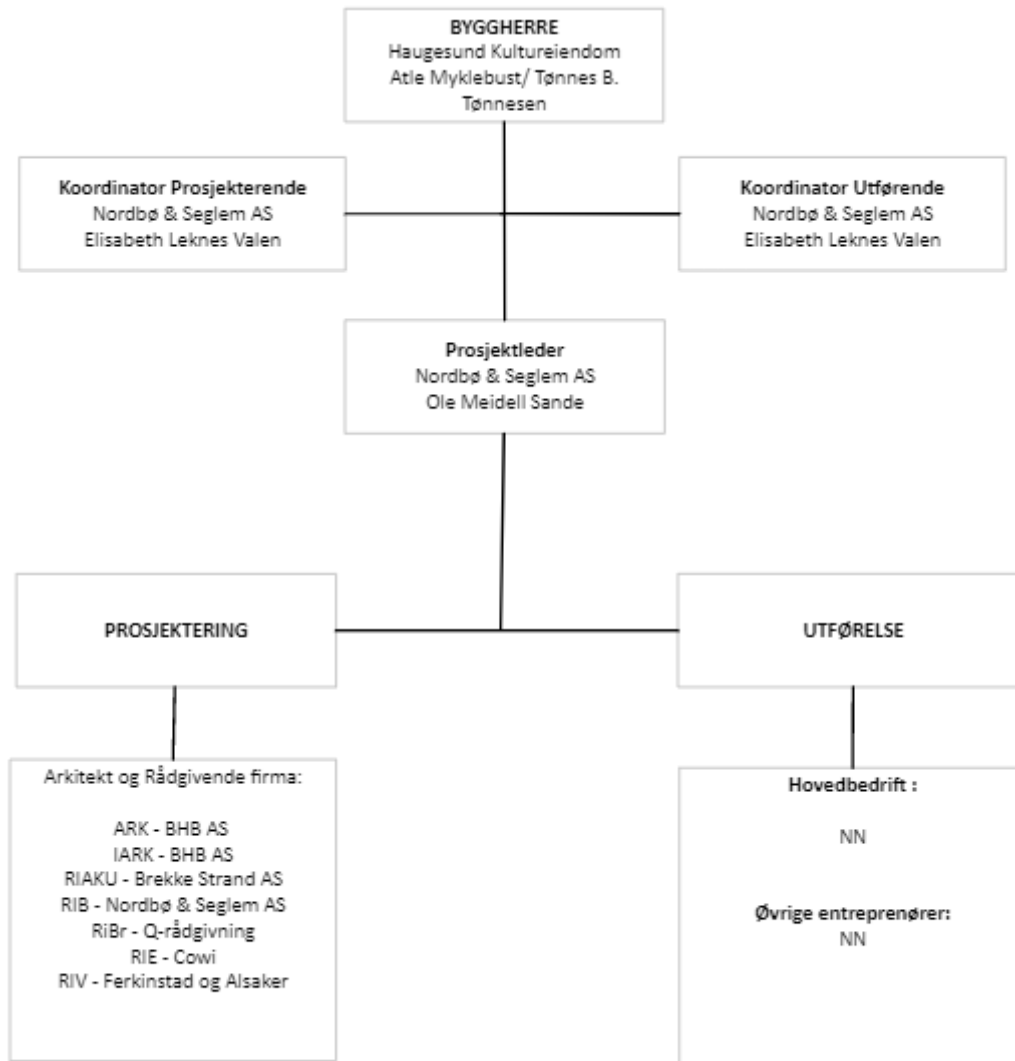 BYGGHERRE
Haugesund Kultureiendom
Atle Myklebust/ Tønnes B.
Tønnesen
Koordinator Prosjekterende
Nordbø & Seglem AS
Elisabeth Leknes Valen
Koordinator Utførende
Nordbø & Seglem AS
Elisabeth Leknes Valen
Prosjektleder
Nordbø & Seglem AS
Ole Meidell Sande
PROSJEKTERING
UTFØRELSE
Arkitekt og Rådgivende firma:
ARK - BHB AS
IARK - BHB AS
RIAKU - Brekke Strand AS
RIB - Nordbø & Seglem AS
RiBr - Q-rådgivning
RIE - Cowi
RIV - Ferkinstad og Alsaker
Hovedbedrift :
NN
Øvrige entreprenører:
NN